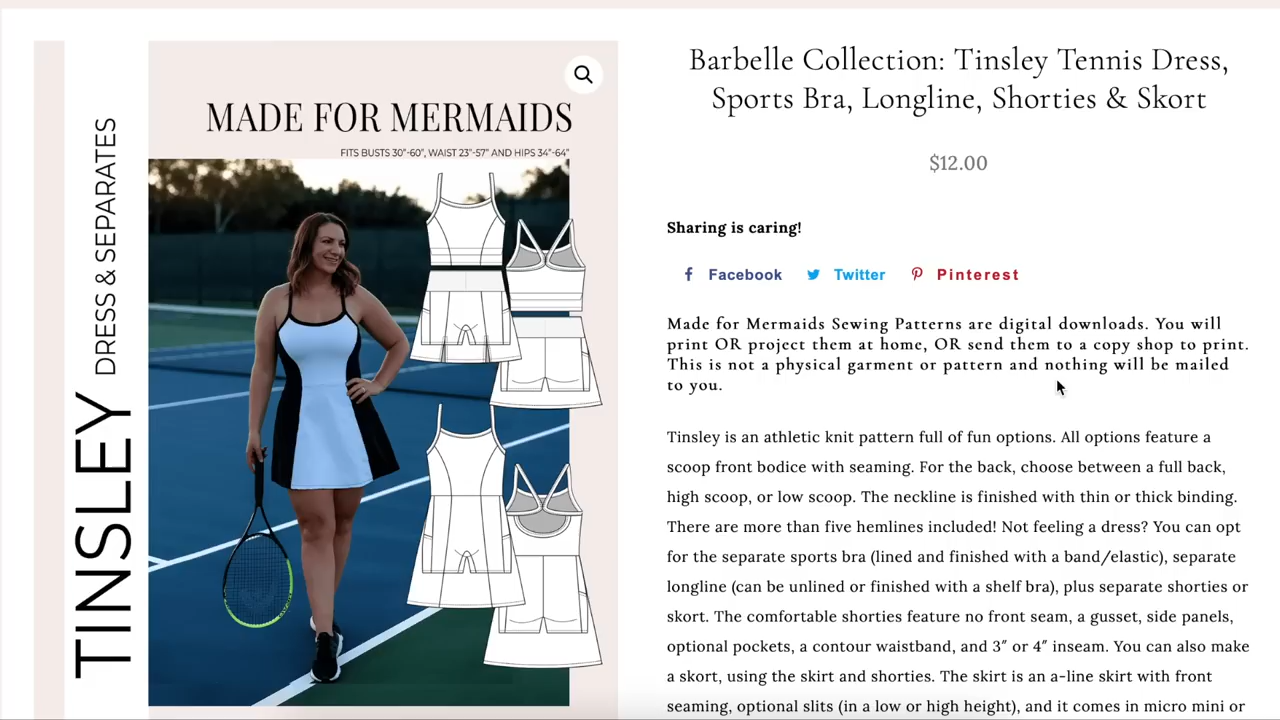 TINSLEY
DRESS & SEPARATES
MADE FOR MERMAIDS
FITS BUSTS 30"-60", WAIST 23"-57" AND HIPS 34"-64"
Barbelle Collection: Tinsley Tennis Dress,
Sports Bra, Longline, Shorties & Skort
$12.00
Sharing is caring!
Facebook Twitter Pinterest
Made for Mermaids Sewing Patterns are digital downloads. You will
print OR project them at home, OR send them to a copy shop to print.
This is not a physical garment or pattern and nothing will be mailed
to you.
Tinsley is an athletic knit pattern full of fun options. All options feature a
scoop front bodice with seaming. For the back, choose between a full back,
high scoop, or low scoop. The neckline is finished with thin or thick binding.
There are more than five hemlines included! Not feeling a dress? You can opt
for the separate sports bra (lined and finished with a band/elastic), separate
longline (can be unlined or finished with a shelf bra), plus separate shorties or
skort. The comfortable shorties feature no front seam, a gusset, side panels,
optional pockets, a contour waistband, and 3″ or 4″ inseam. You can also make
a skort, using the skirt and shorties. The skirt is an a-line skirt with front
seaming, optional slits (in a low or high height), and it comes in micro mini or